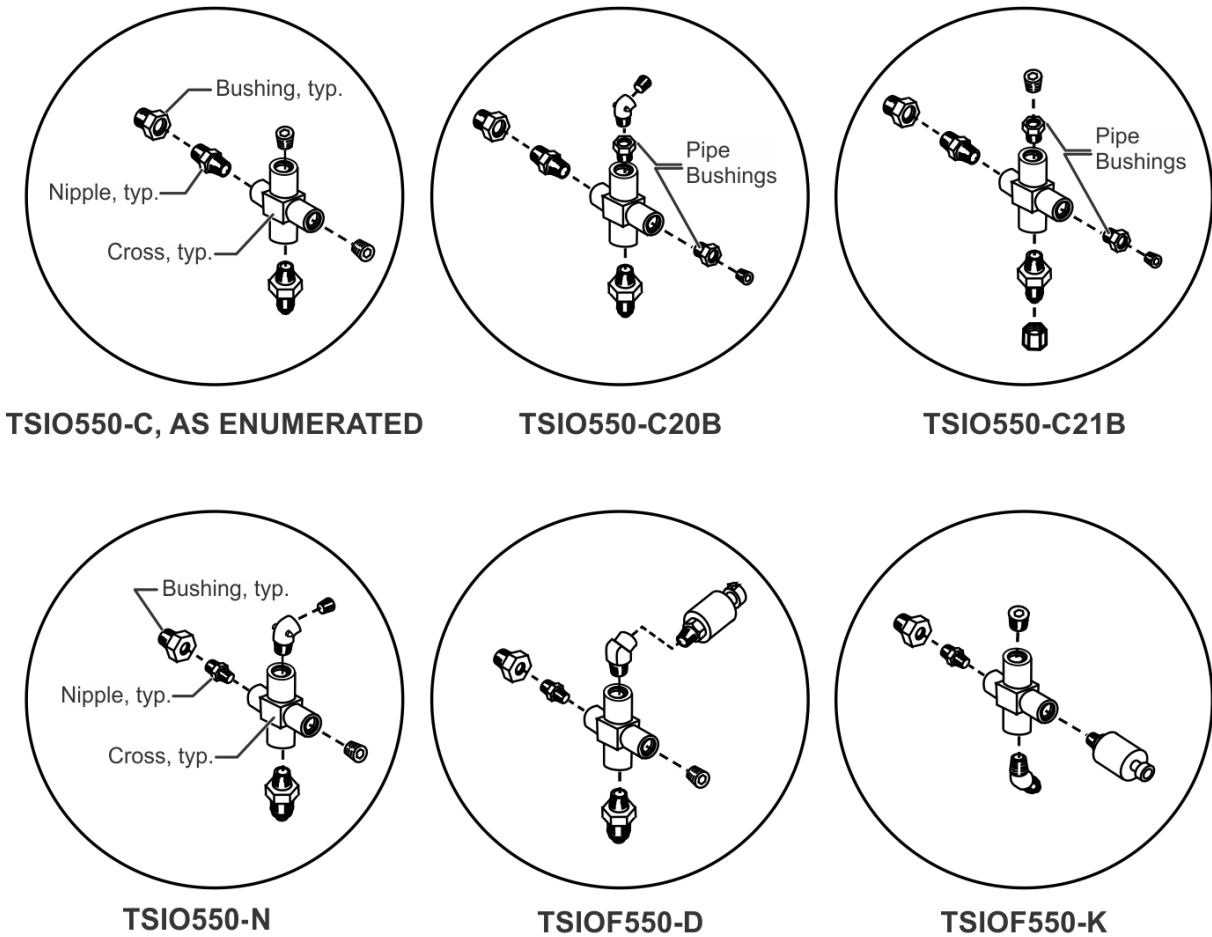 Bushing, typ.
Nipple, typ.
Cross, typ.
TSIO550-C, AS ENUMERATED
Pipe
Bushings
TSIO550-C20B
Pipe
Bushings
TSIO550-C21B
Bushing, typ.
Nipple, typ.
Cross, typ.
TSIO550-N
TSIOF550-D
TSIOF550-K